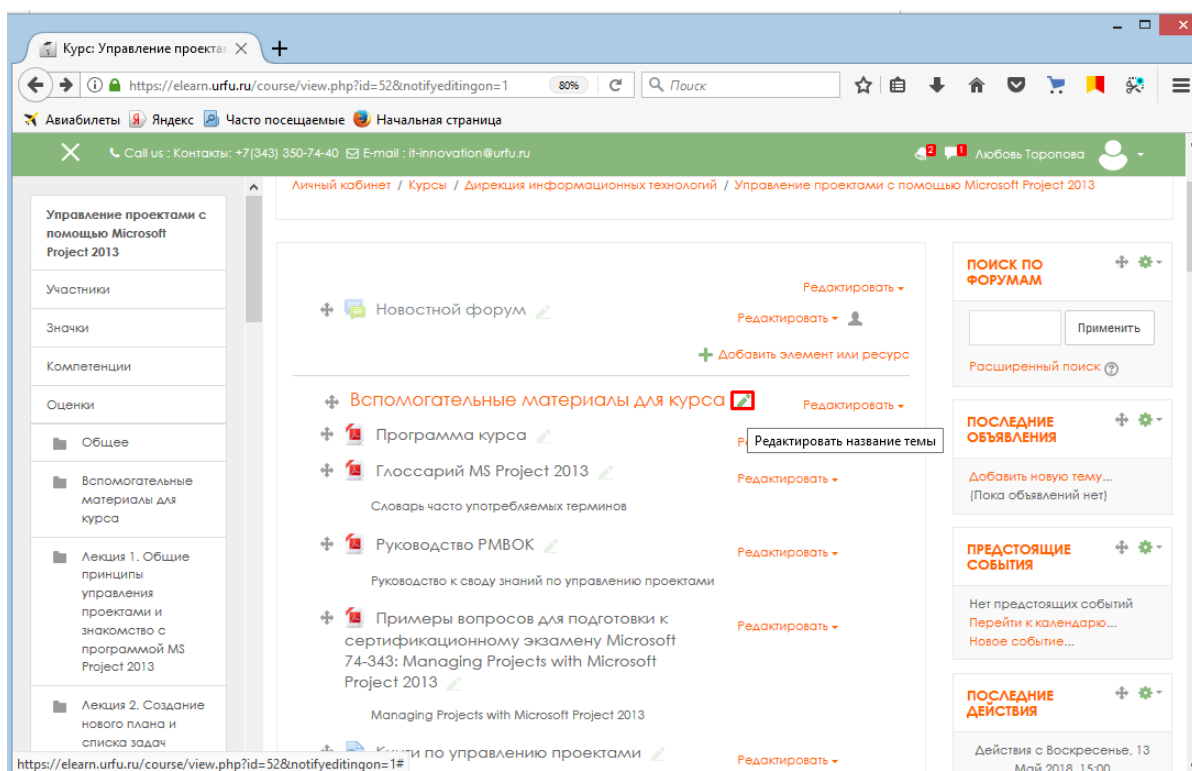 Курс: Управление проектам
https://elearn.urfu.ru/course/view.php?id=52&notifyeditingon=1
80%
Поиск
Авиабилеты
Яндекс
Часто посещаемые
Начальная страница
Call us : Контакты: +7(343) 350-74-40 E-mail : it-innovation@urfu.ru
2
1
Любовь Торопова
Управление проектами с
помощью Microsoft
Project 2013
Участники
Значки
Компетенции
Оценки
Общее
Вспомогательные
материалы для
курса
Лекция 1. Общие
принципы
управления
проектами и
знакомство с
программой MS
Project 2013
Лекция 2. Создание
нового плана и
списка задач
Личный кабинет / Курсы / Дирекция информационных технологий / Управление проектами с помощью Microsoft Project 2013
Редактировать
Новостной форум
Редактировать
Добавить элемент или ресурс
Вспомогательные материалы для курса
Редактировать
Программа курса
Редактировать название темы
Глоссарий MS Project 2013
Редактировать
Словарь часто употребляемых терминов
Руководство PMBOK
Редактировать
Руководство к своду знаний по управлению проектами
Примеры вопросов для подготовки к
сертификационному экзамену Microsoft
74-343: Managing Projects with Microsoft
Project 2013
Редактировать
Managing Projects with Microsoft Project 2013
Книги по управлению проектами
Редактировать
ПОИСК ПО
ФОРУМАМ
Применить
Расширенный поиск
ПОСЛЕДНИЕ
ОБЪЯВЛЕНИЯ
Добавить новую тему...
(Пока объявлений нет)
ПРЕДСТОЯЩИЕ
СОБЫТИЯ
Нет предстоящих событий
Перейти к календарю...
Новое событие...
ПОСЛЕДНИЕ
ДЕЙСТВИЯ
Действия с Воскресенье, 13
Май 2018, 15:00
https://elearn.urfu.ru/course/view.php?id=52&notifyeditingon=1#